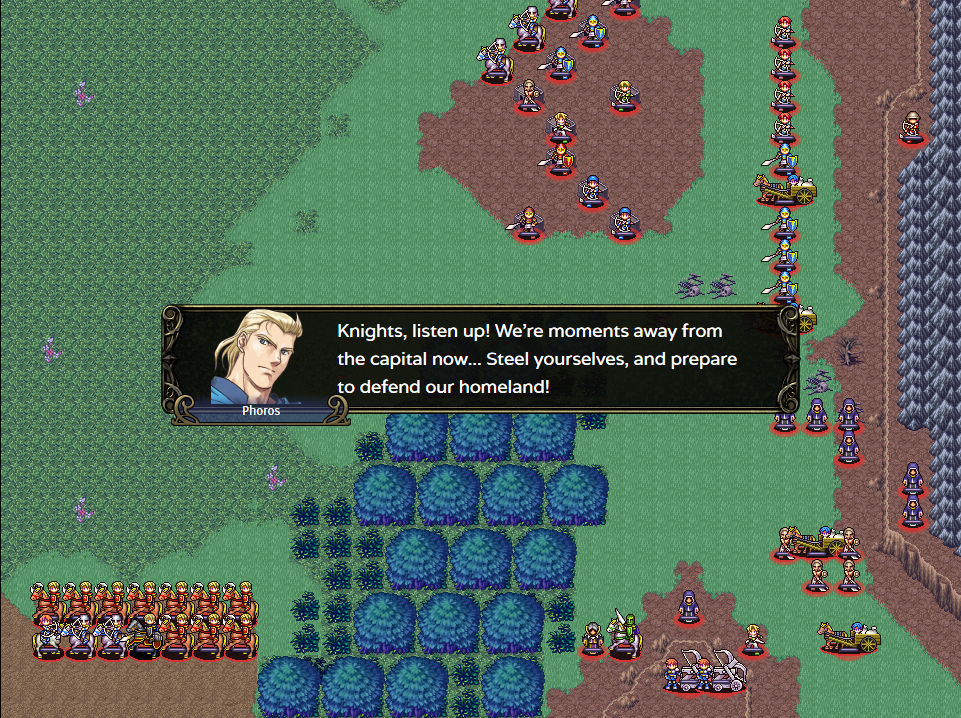 Knights, listen up! We’re moments away from
the capital now... Steel yourselves, and prepare
to defend our homeland!
Phoros